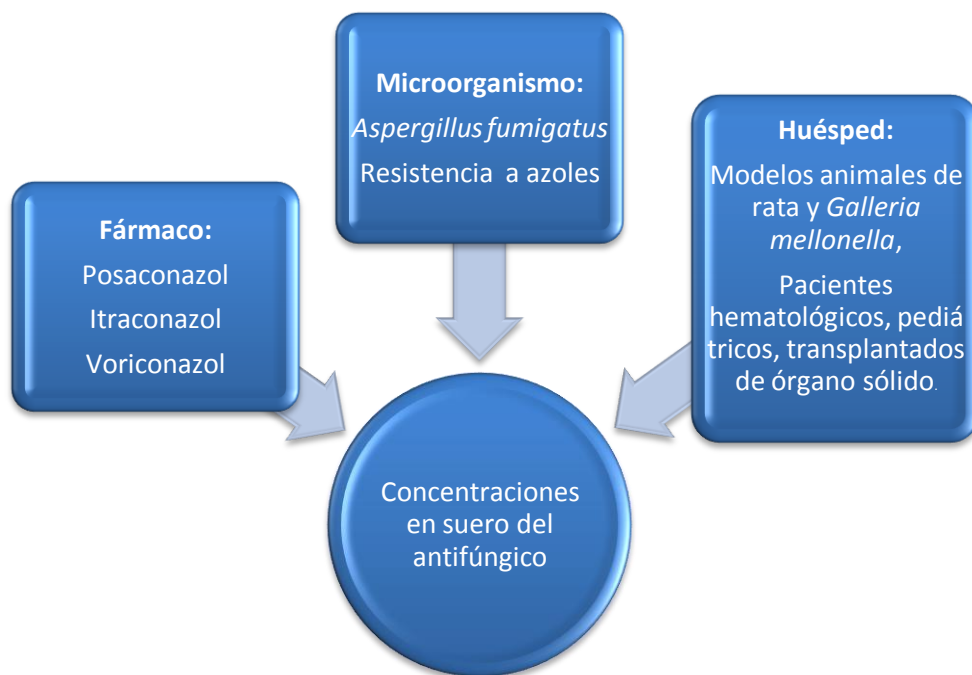 Fármaco:
Posaconazol
Itraconazol
Voriconazol
Microorganismo:
Aspergillus fumigatus
Resistencia a azoles
Huésped:
Modelos animales de
rata y Galleria
mellonella,
Pacientes
hematológicos, pediá
tricos, transplantados
de órgano sólido.
Concentraciones
en suero del
antifúngico